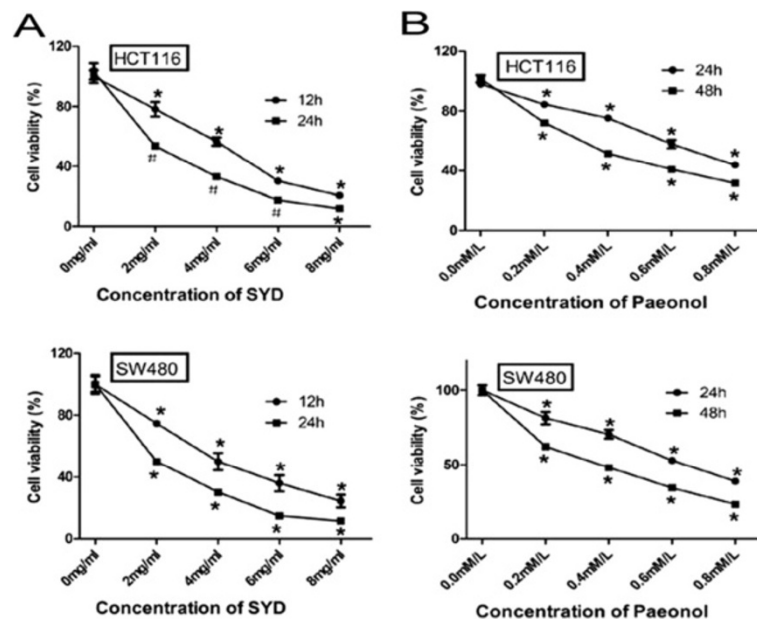 A
HCT116
12h
24h
Cell viability (%)
120
80
40
0
0mg/ml
2mg/ml
4mg/ml
6mg/ml
8mg/ml
* * * *
# # # *
Concentration of SYD
B
HCT116
24h
48h
Cell viability (%)
120
80
40
0
0.0mM/L
0.2mM/L
0.4mM/L
0.6mM/L
0.8mM/L
* * * *
* * * *
Concentration of Paeonol
SW480
12h
24h
Cell viability (%)
120
80
40
0
0mg/ml
2mg/ml
4mg/ml
6mg/ml
8mg/ml
* * * *
* * * *
Concentration of SYD
SW480
24h
48h
Cell viability (%)
100
50
0
0.0mM/L
0.2mM/L
0.4mM/L
0.6mM/L
0.8mM/L
* * * *
* * * *
Concentration of Paeonol